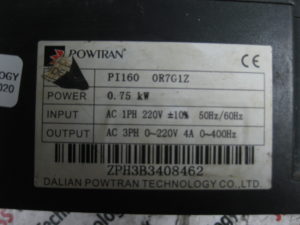 POWTRAN
CE
PI160 0R7G1Z
POWER 0.75 kW
INPUT AC 1PH 220V ±10% 50Hz/60Hz
OUTPUT AC 3PH 0~220V 4A 0~400Hz
ZPH3B3408462
DALIAN POWTRAN TECHNOLOGY CO.,LTD